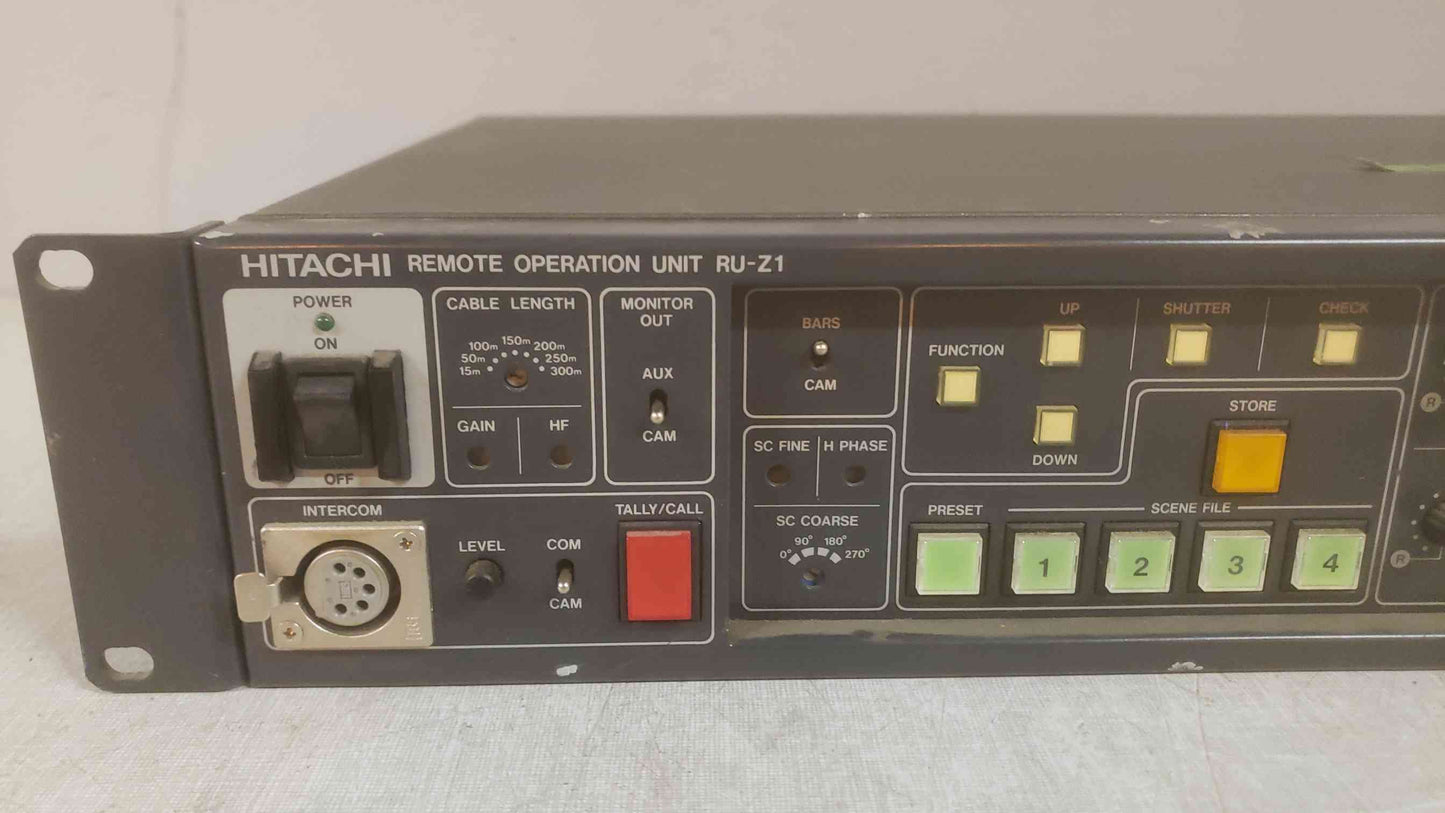 HITACHI REMOTE OPERATION UNIT RU-Z1
POWER
ON
OFF
CABLE LENGTH
150m
100m 200m
50m 250m
15m 300m
GAIN HF
MONITOR
OUT
AUX
CAM
INTERCOM
LEVEL
COM
CAM
TALLY/CALL
BARS
CAM
SC FINE H PHASE
SC COARSE
90° 180°
0° 270°
FUNCTION
UP
DOWN
SHUTTER
CHECK
STORE
PRESET
SCENE FILE
1 2 3 4
R
R